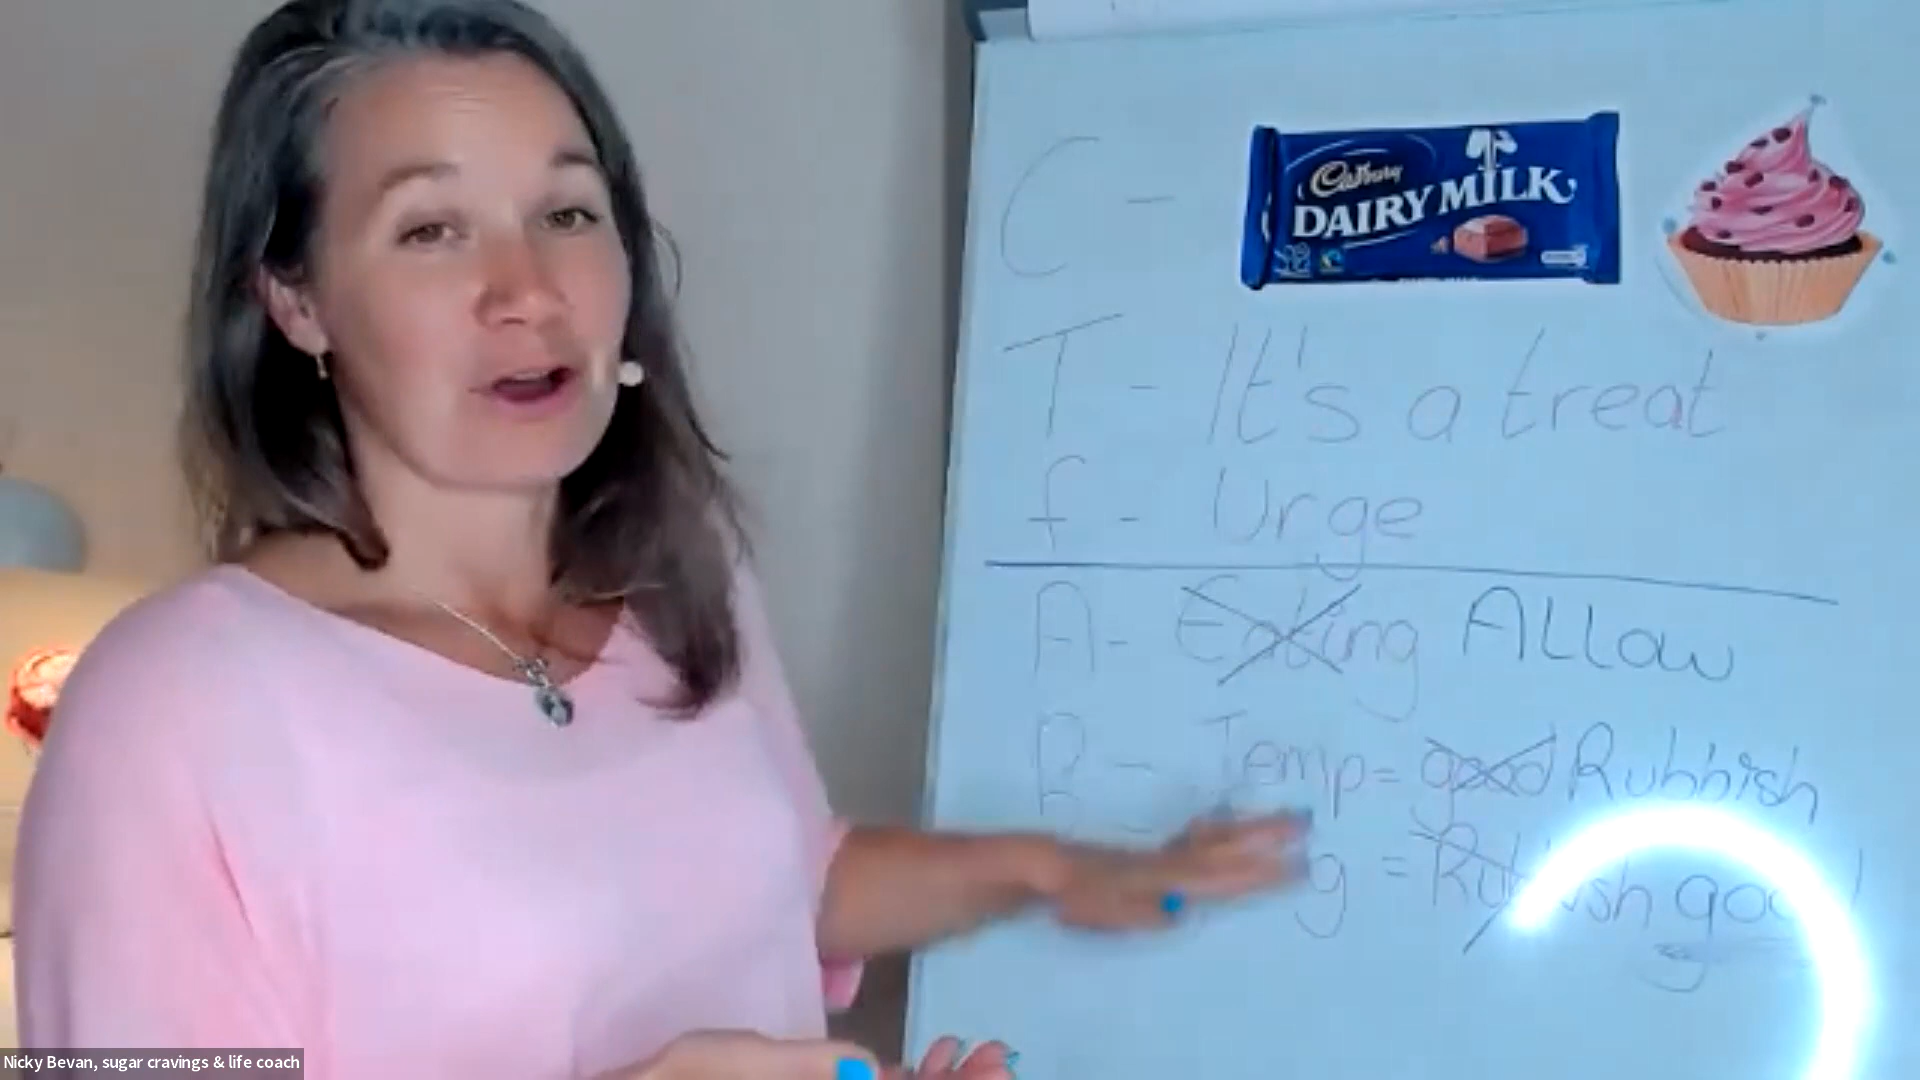 C -
Cadbury
DAIRY MILK
T - It's a treat
f - Urge
A - Eating ALLow
R - Temp = good Rubbish
g = Rubbish good
Nicky Bevan, sugar cravings & life coach